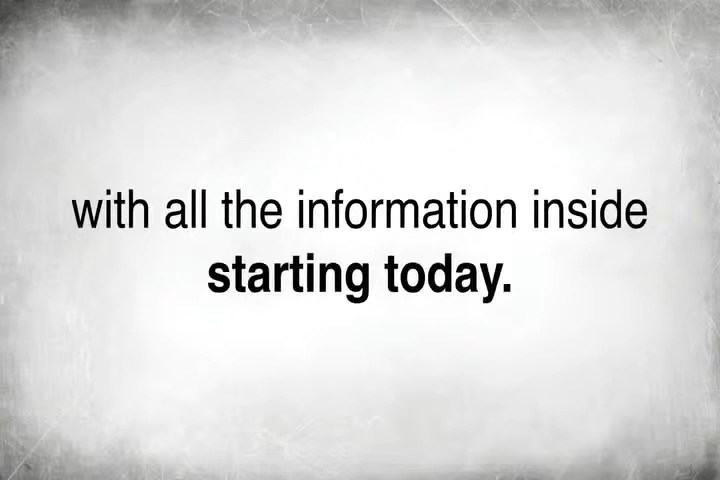 with all the information inside
starting today.